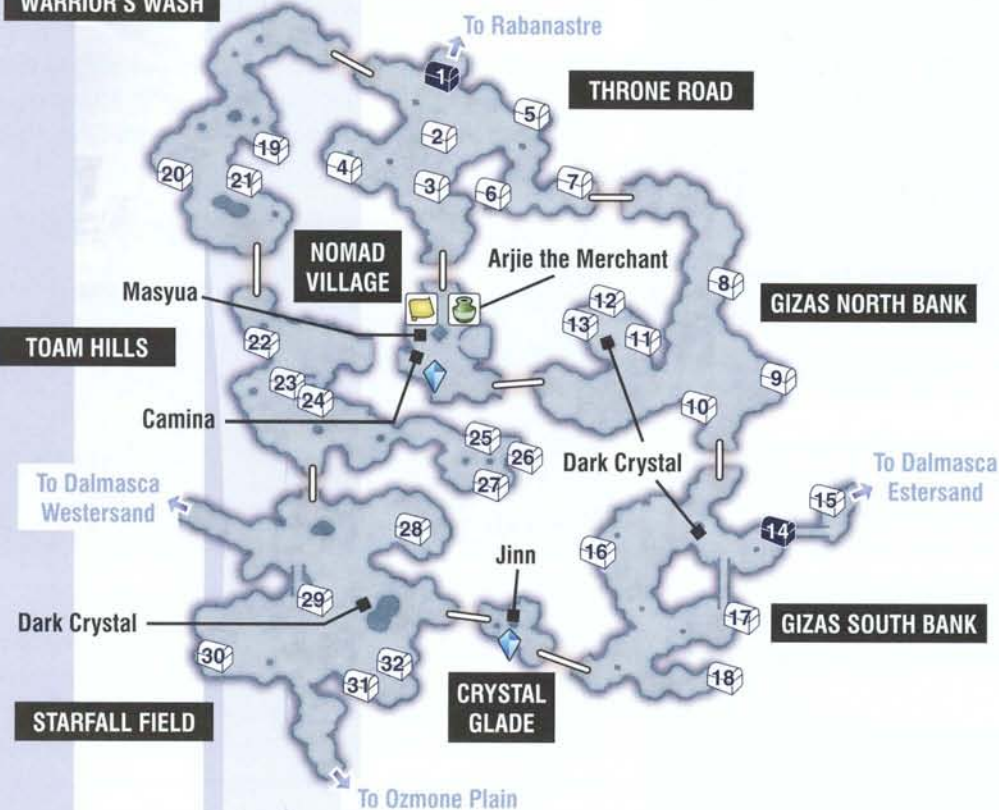 WARRIOR'S WASH
To Rabanastre
1
THRONE ROAD
5
2
19
4
20
21
3
6
7
NOMAD
VILLAGE
Arjie the Merchant
8
Masyua
12
GIZAS NORTH BANK
13
11
22
TOAM HILLS
9
23
24
10
Camina
25
26
Dark Crystal
27
To Dalmasca
Westersand
To Dalmasca
Estersand
15
28
14
16
Jinn
29
Dark Crystal
17
GIZAS SOUTH BANK
30
32
31
18
CRYSTAL
GLADE
STARFALL FIELD
To Ozmone Plain